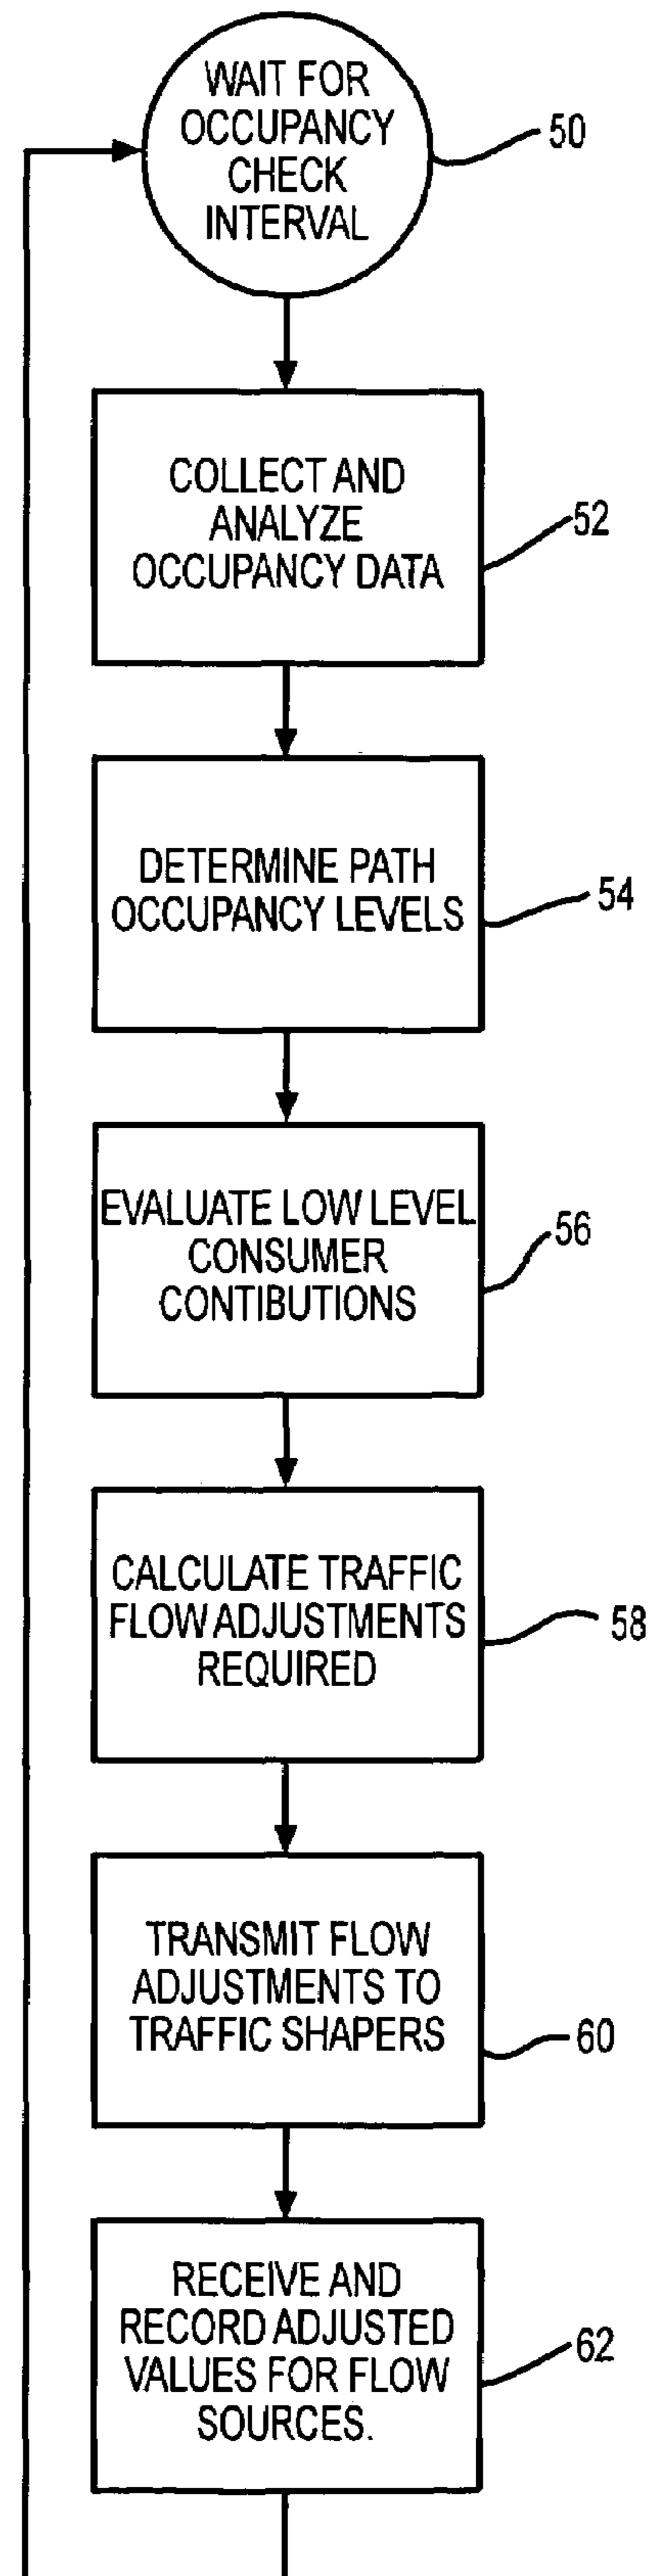 WAIT FOR
OCCUPANCY
CHECK
INTERVAL
50
COLLECT AND
ANALYZE
OCCUPANCY DATA
52
DETERMINE PATH
OCCUPANCY LEVELS
54
EVALUATE LOW LEVEL
CONSUMER
CONTIBUTIONS
56
CALCULATE TRAFFIC
FLOW ADJUSTMENTS
REQUIRED
58
TRANSMIT FLOW
ADJUSTMENTS TO
TRAFFIC SHAPERS
60
RECEIVE AND
RECORD ADJUSTED
VALUES FOR FLOW
SOURCES.
62